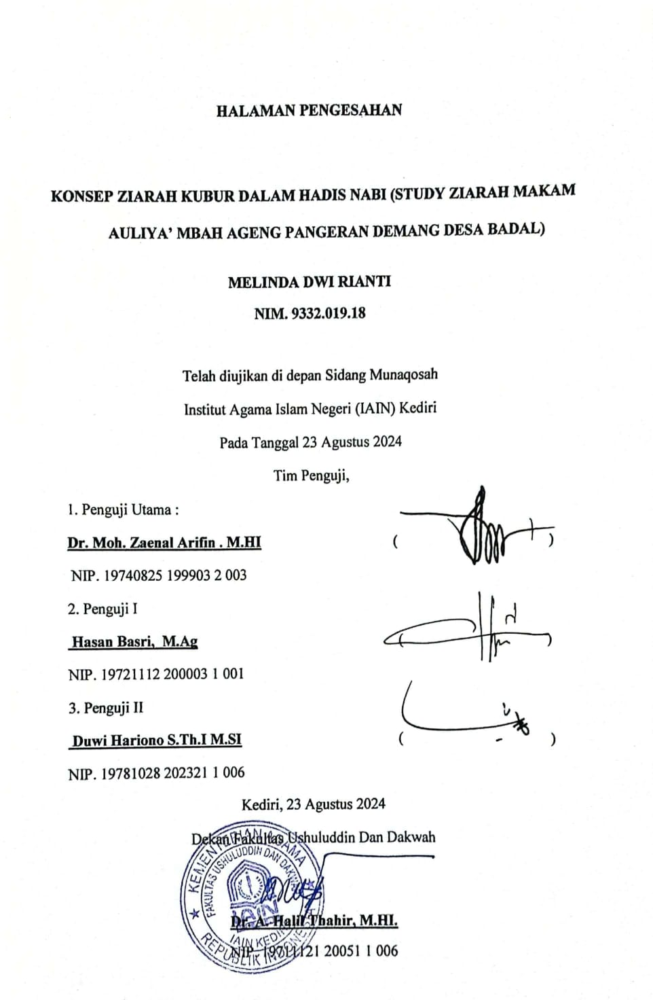 HALAMAN PENGESAHAN
KONSEP ZIARAH KUBUR DALAM HADIS NABI (STUDY ZIARAH MAKAM
AULIYA’ MBAH AGENG PANGERAN DEMANG DESA BADAL)
MELINDA DWI RIANTI
NIM. 9332.019.18
Telah diujikan di depan Sidang Munaqosah
Institut Agama Islam Negeri (IAIN) Kediri
Pada Tanggal 23 Agustus 2024
Tim Penguji,
1. Penguji Utama :
Dr. Moh. Zaenal Arifin . M.HI ( )
NIP. 19740825 199903 2 003
2. Penguji I
Hasan Basri, M.Ag ( )
NIP. 19721112 200003 1 001
3. Penguji II
Duwi Hariono S.Th.I M.SI ( )
NIP. 19781028 202321 1 006
Kediri, 23 Agustus 2024
Dekan Fakultas Ushuluddin Dan Dakwah
KEMENTERIAN AGAMA
FAKULTAS USHULUDDIN DAN DAKWAH
IAIN
IAIN KEDIRI
REPUBLIK INDONESIA
Dr. A. Halil Thahir, M.HI.
NIP. 19711121 20051 1 006